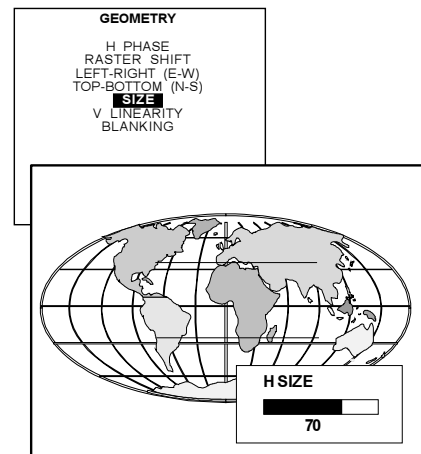 GEOMETRY
H PHASE
RASTER SHIFT
LEFT-RIGHT (E-W)
TOP-BOTTOM (N-S)
SIZE
V LINEARITY
BLANKING
H SIZE
70